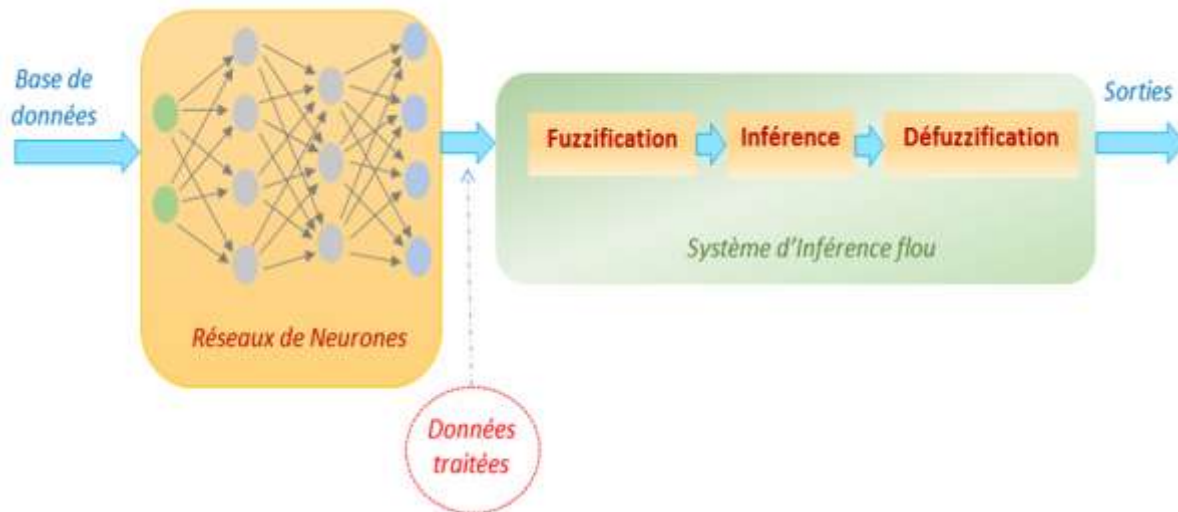 Base de
données
Réseaux de Neurones
Données
traitées
Fuzzification
Inférence
Défuzzification
Système d'Inférence flou
Sorties